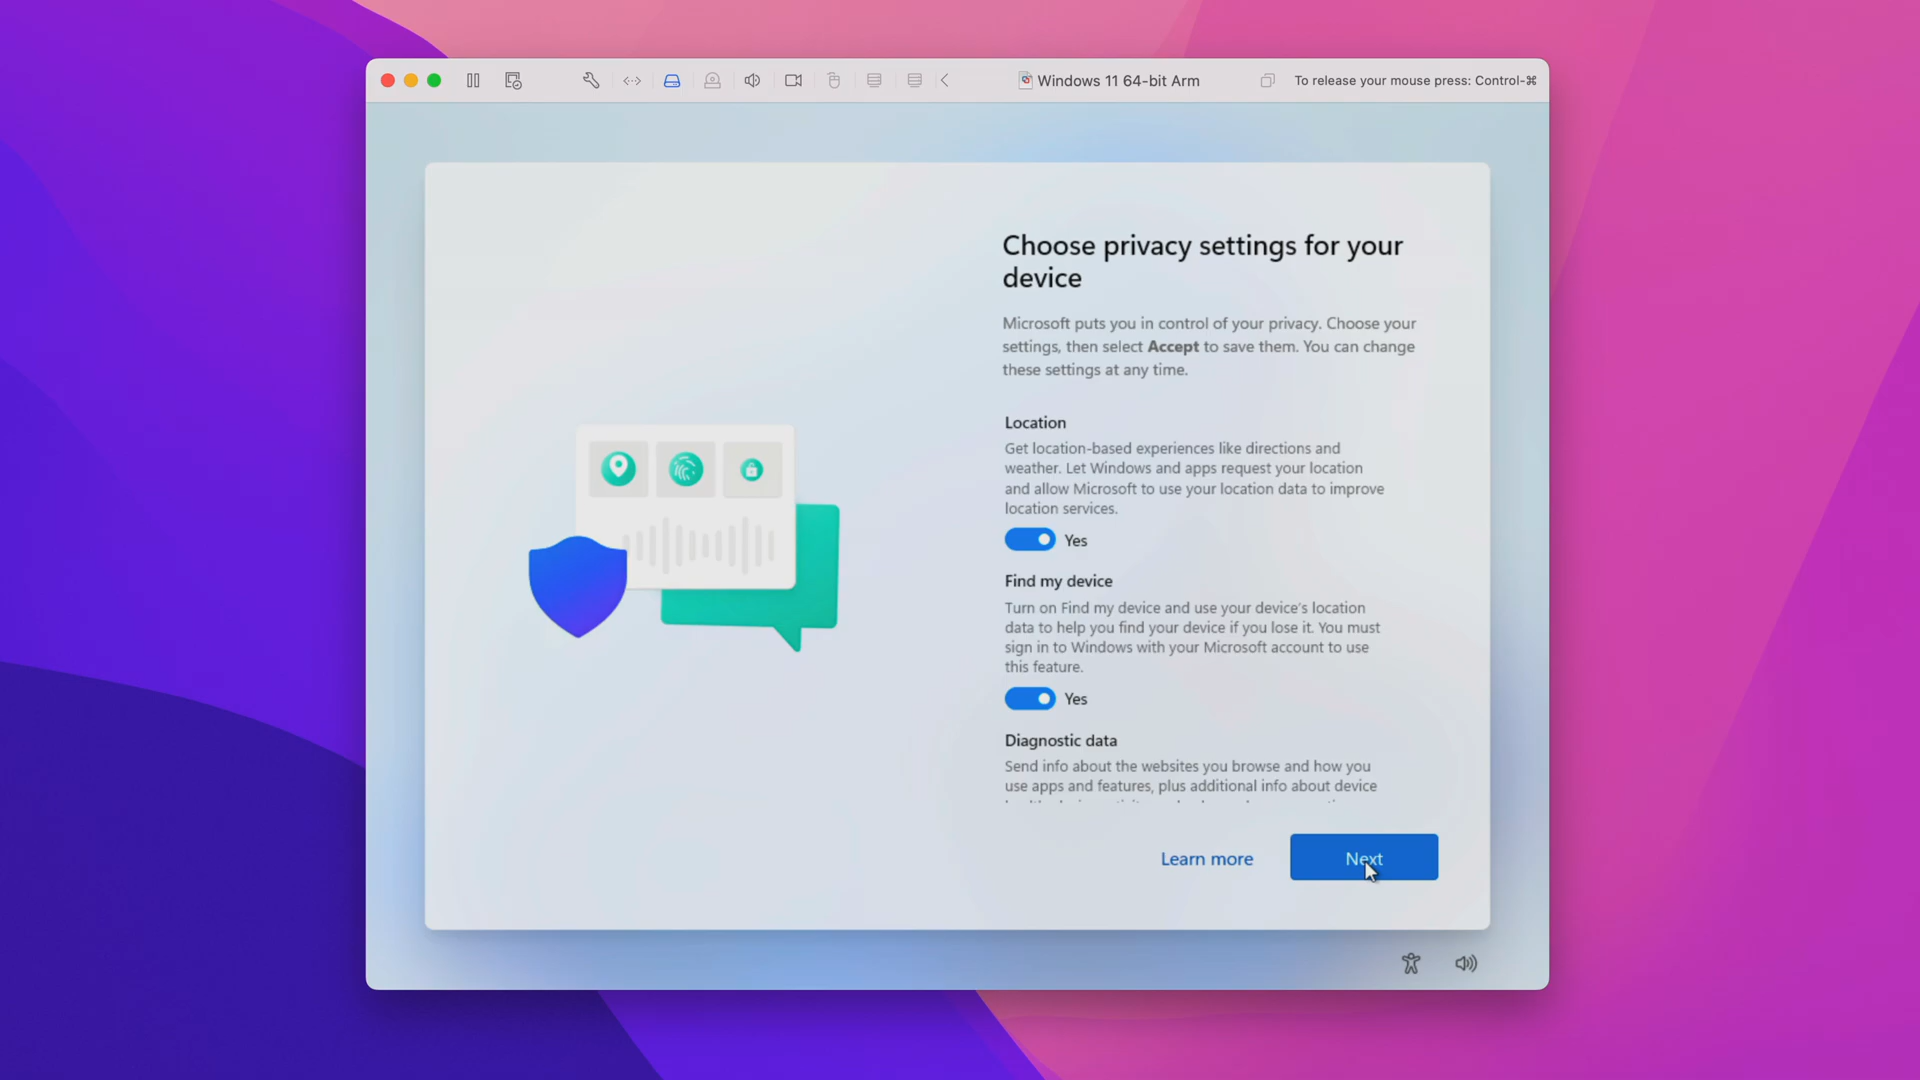 Windows 11 64-bit Arm
To release your mouse press: Control-⌘
Choose privacy settings for your
device
Microsoft puts you in control of your privacy. Choose your
settings, then select Accept to save them. You can change
these settings at any time.
Location
Get location-based experiences like directions and
weather. Let Windows and apps request your location
and allow Microsoft to use your location data to improve
location services.
Yes
Find my device
Turn on Find my device and use your device's location
data to help you find your device if you lose it. You must
sign in to Windows with your Microsoft account to use
this feature.
Yes
Diagnostic data
Send info about the websites you browse and how you
use apps and features, plus additional info about device
Learn more
Next